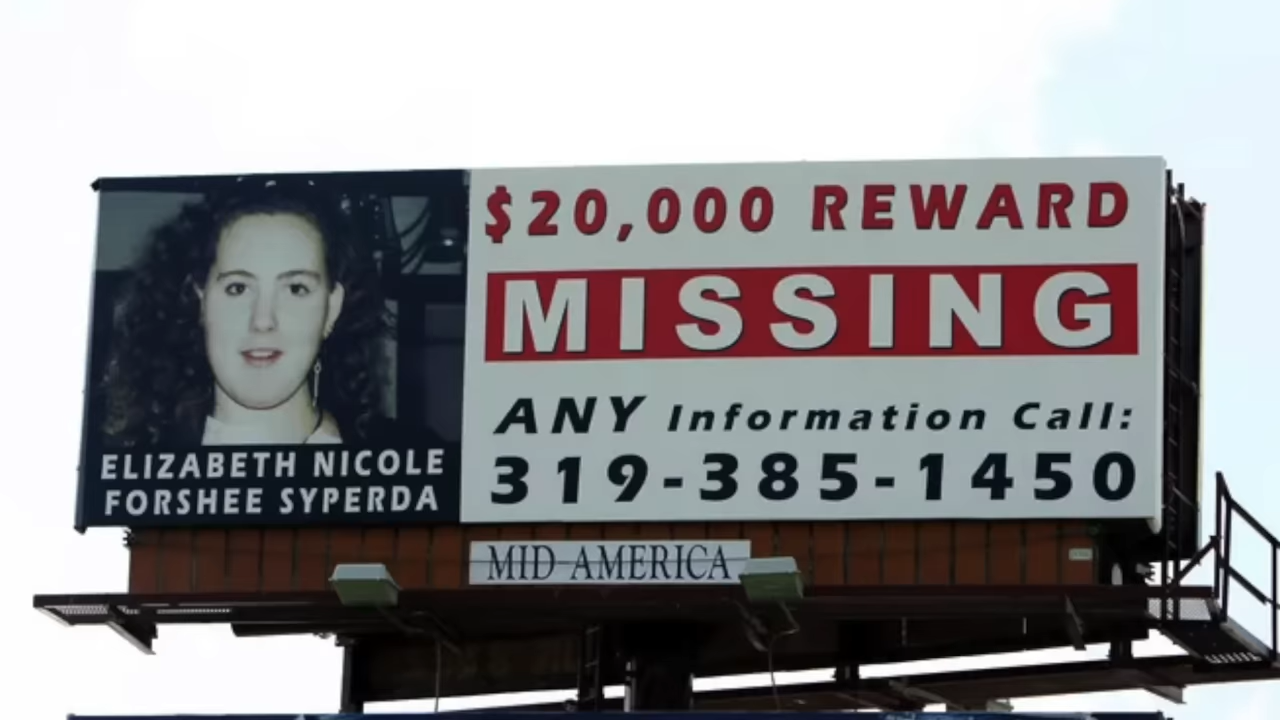 $20,000 REWARD
MISSING
ANY Information Call:
319-385-1450
ELIZABETH NICOLE
FORSHEE SYPERDA
MID-AMERICA